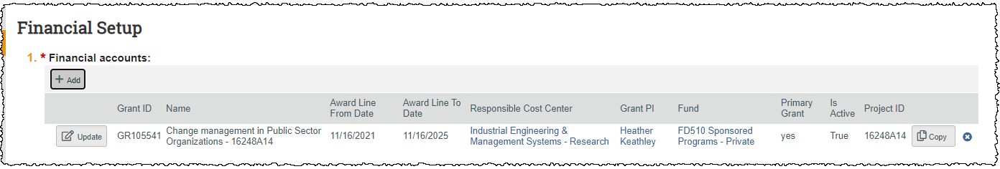 Financial Setup
1. * Financial accounts:
+ Add
Grant ID Name Award Line From Date Award Line To Date Responsible Cost Center Grant PI Fund Primary Grant Is Active Project ID
Update GR105541 Change management in Public Sector Organizations - 16248A14 11/16/2021 11/16/2025 Industrial Engineering & Management Systems - Research Heather Keathley FD510 Sponsored Programs - Private yes True 16248A14 Copy